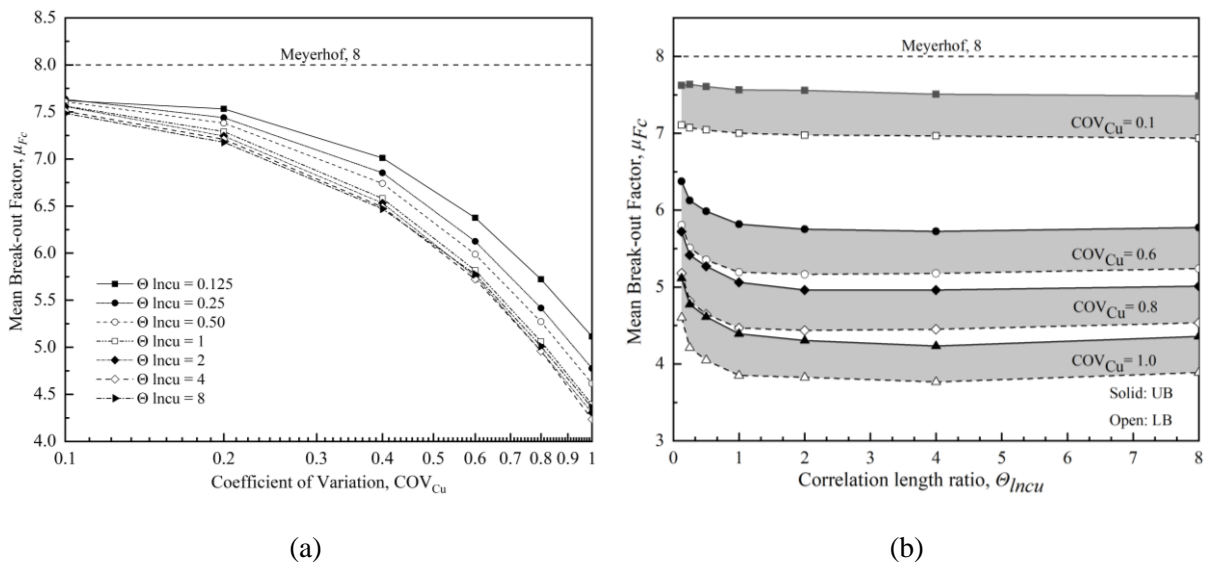 8.5
8.0
7.5
7.0
6.5
6.0
5.5
5.0
4.5
4.0
Mean Break-out Factor, μFc
Meyerhof, 8
Θ lncu = 0.125
Θ lncu = 0.25
Θ lncu = 0.50
Θ lncu = 1
Θ lncu = 2
Θ lncu = 4
Θ lncu = 8
0.1 0.2 0.3 0.4 0.5 0.6 0.7 0.8 0.9 1
Coefficient of Variation, COVCu
(a)
8
7
6
5
4
3
Mean Break-out Factor, μFc
Meyerhof, 8
COVCu= 0.1
COVCu= 0.6
COVCu= 0.8
COVCu= 1.0
Solid: UB
Open: LB
0 1 2 3 4 5 6 7 8
Correlation length ratio, Θlncu
(b)